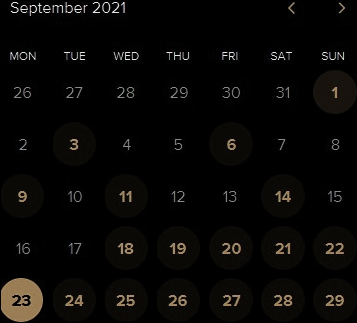 September 2021
MON TUE WED THU FRI SAT SUN
26 27 28 29 30 31 1
2 3 4 5 6 7 8
9 10 11 12 13 14 15
16 17 18 19 20 21 22
23 24 25 26 27 28 29